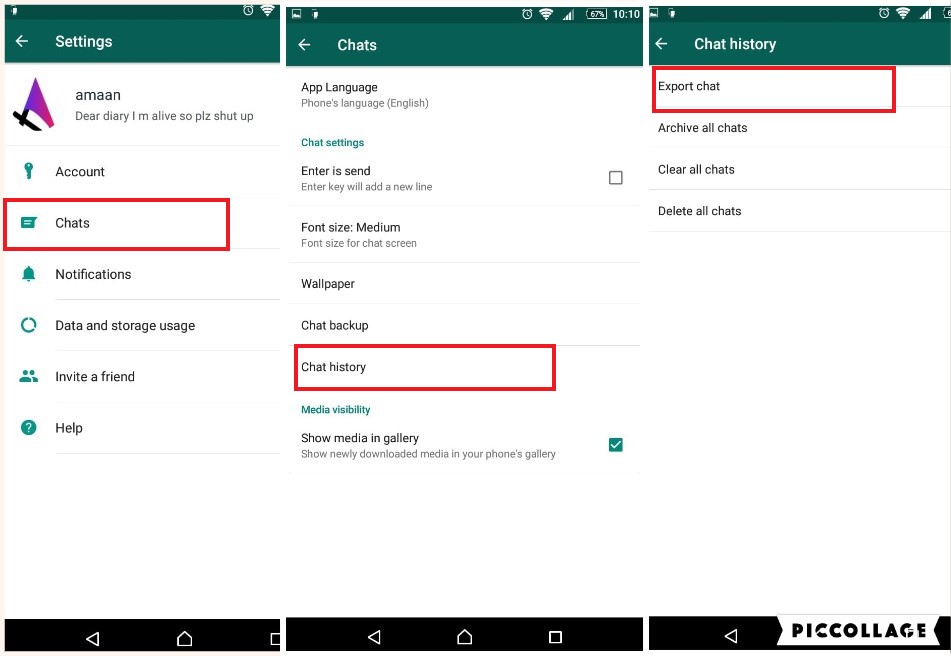 Settings
amaan
Dear diary I m alive so plz shut up
Account
Chats
Notifications
Data and storage usage
Invite a friend
Help
67% 10:10
Chats
App Language
Phone's language (English)
Chat settings
Enter is send
Enter key will add a new line
Font size: Medium
Font size for chat screen
Wallpaper
Chat backup
Chat history
Media visibility
Show media in gallery
Show newly downloaded media in your phone's gallery
Chat history
Export chat
Archive all chats
Clear all chats
Delete all chats
PICCOLLAGE